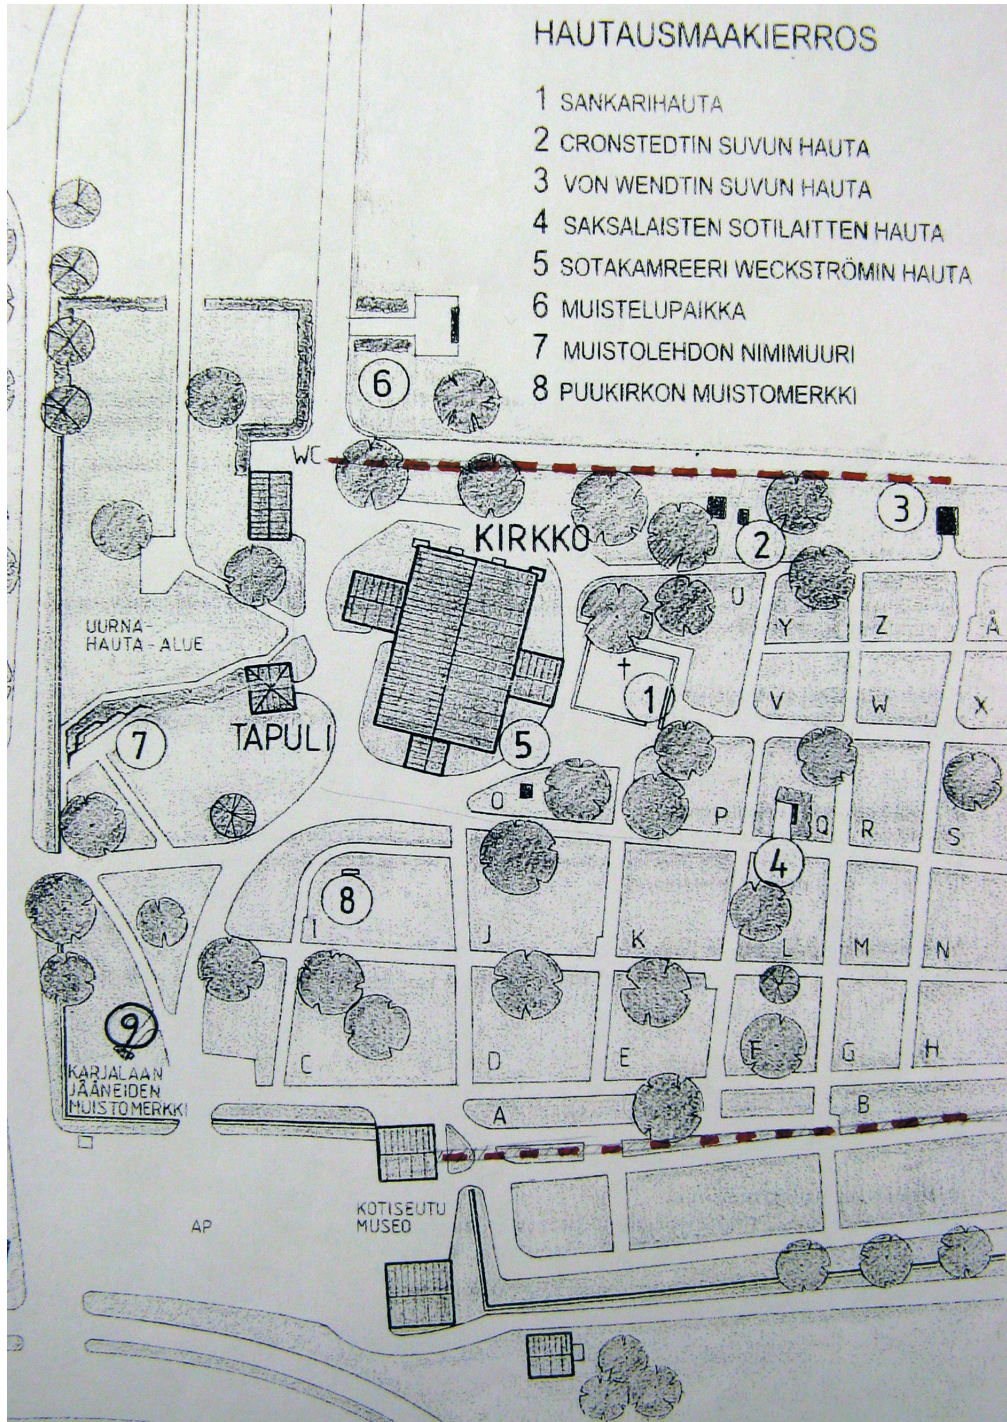 HAUTAUSMAAKIERROS
1 SANKARIHAUTA
2 CRONSTEDTIN SUVUN HAUTA
3 VON WENDTIN SUVUN HAUTA
4 SAKSALAISTEN SOTILAITTEN HAUTA
5 SOTAKAMREERI WECKSTRÖMIN HAUTA
6 MUISTELUPAIKKA
7 MUISTOLEHDON NIMIMUURI
8 PUUKIRKON MUISTOMERKKI
6
WC
3
KIRKKO
2
U
Y
Z
Å
UURNA-
HAUTA-ALUE
1
V
W
X
TAPULI
7
5
O
P
Q
R
S
4
8
I
J
K
L
M
N
9
C
D
E
F
G
H
KARJALAAN
JÄÄNEIDEN
MUISTOMERKKI
A
B
KOTISEUTU
MUSEO
AP